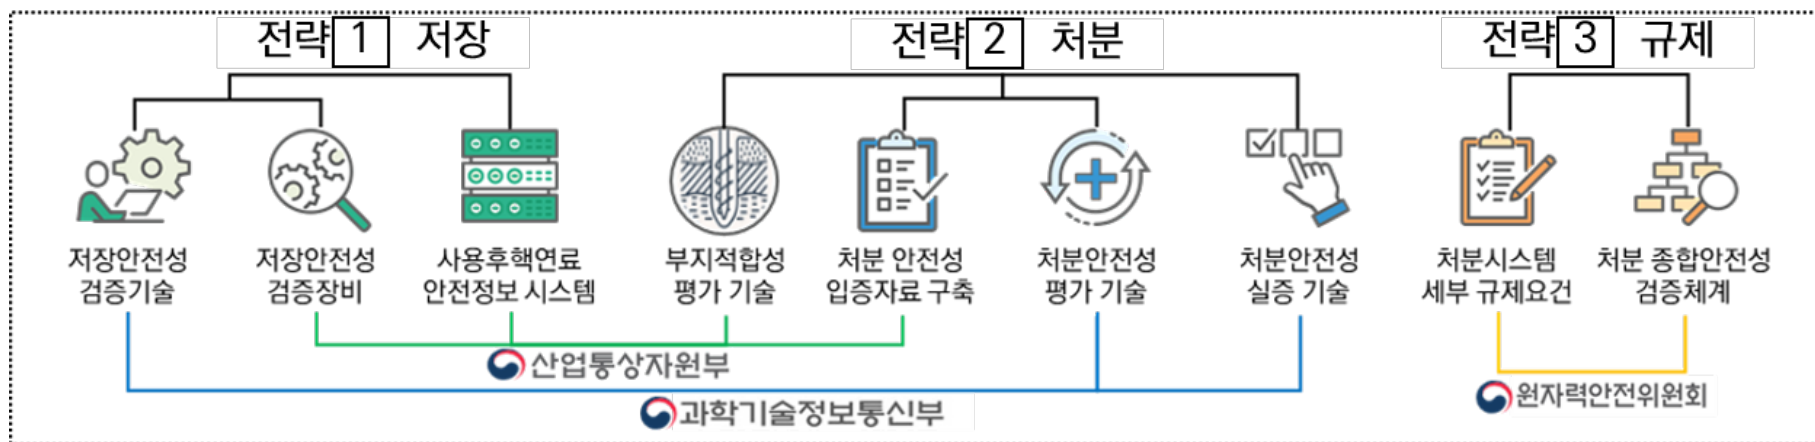 전략 1 저장
전략 2 처분
전략 3 규제
저장안전성
검증기술
저장안전성
검증장비
사용후핵연료
안전정보 시스템
부지적합성
평가 기술
처분 안전성
입증자료 구축
처분안전성
평가 기술
처분안전성
실증 기술
처분시스템
세부 규제요건
처분 종합안전성
검증체계
산업통상자원부
과학기술정보통신부
원자력안전위원회